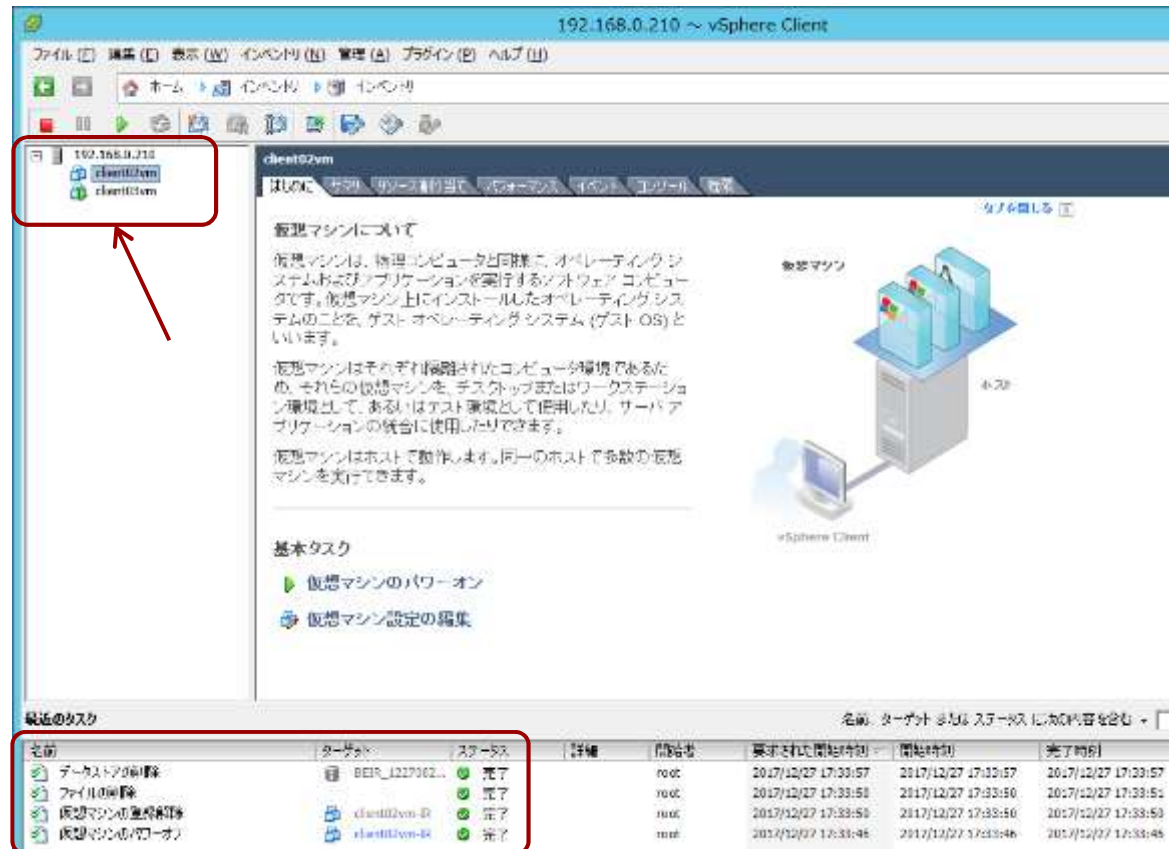 192.168.0.210 ~ vSphere Client
ファイル (F) 編集 (E) 表示 (W) インベントリ (N) 管理 (A) プラグイン (P) ヘルプ (H)
ホーム インベントリ インベントリ
192.168.0.210
client02vm
client03vm
client02vm
はじめに サマリ リソース割り当て パフォーマンス イベント コンソール 権限
タブを閉じる
仮想マシンについて
仮想マシンは、物理コンピュータと同様に、オペレーティング シ
ステムおよびアプリケーションを実行するソフトウェア コンピュー
タです。仮想マシン上にインストールしたオペレーティング シス
テムのことを、ゲスト オペレーティング システム (ゲスト OS) と
いいます。
仮想マシンはそれぞれ隔離されたコンピュータ環境であるた
め、それらの仮想マシンを、デスクトップまたはワークステーショ
ン環境として、あるいはテスト環境として使用したり、サーバ ア
プリケーションの統合に使用したりできます。
仮想マシンはホストで動作します。同一のホストで多数の仮想
マシンを実行できます。
仮想マシン
ホスト
vSphere Client
基本タスク
仮想マシンのパワーオン
仮想マシン設定の編集
最近のタスク
名前、ターゲット または ステータス に次の内容を含む
名前 ターゲット ステータス 詳細 開始者 要求された開始時刻 開始時刻 完了時刻
データストアの削除 BEIR_1227302... 完了 root 2017/12/27 17:33:57 2017/12/27 17:33:57 2017/12/27 17:33:57
ファイルの削除 完了 root 2017/12/27 17:33:50 2017/12/27 17:33:50 2017/12/27 17:33:51
仮想マシンの登録解除 client02vm-IR 完了 root 2017/12/27 17:33:50 2017/12/27 17:33:50 2017/12/27 17:33:50
仮想マシンのパワーオフ client02vm-IR 完了 root 2017/12/27 17:33:46 2017/12/27 17:33:46 2017/12/27 17:33:46